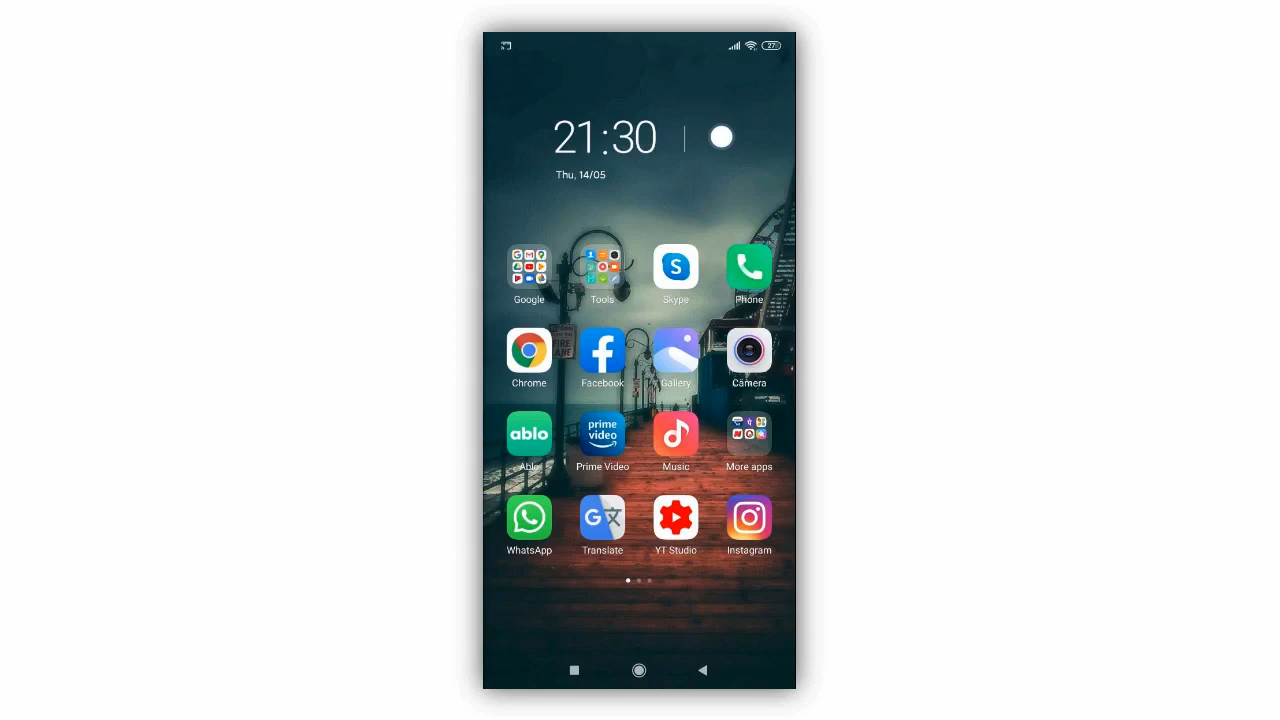 27
21:30
Thu, 14/05
Google
Tools
Skype
Phone
Chrome
Facebook
Gallery
Camera
ablo
prime
video
Ablo
Prime Video
Music
More apps
WhatsApp
Translate
YT Studio
Instagram